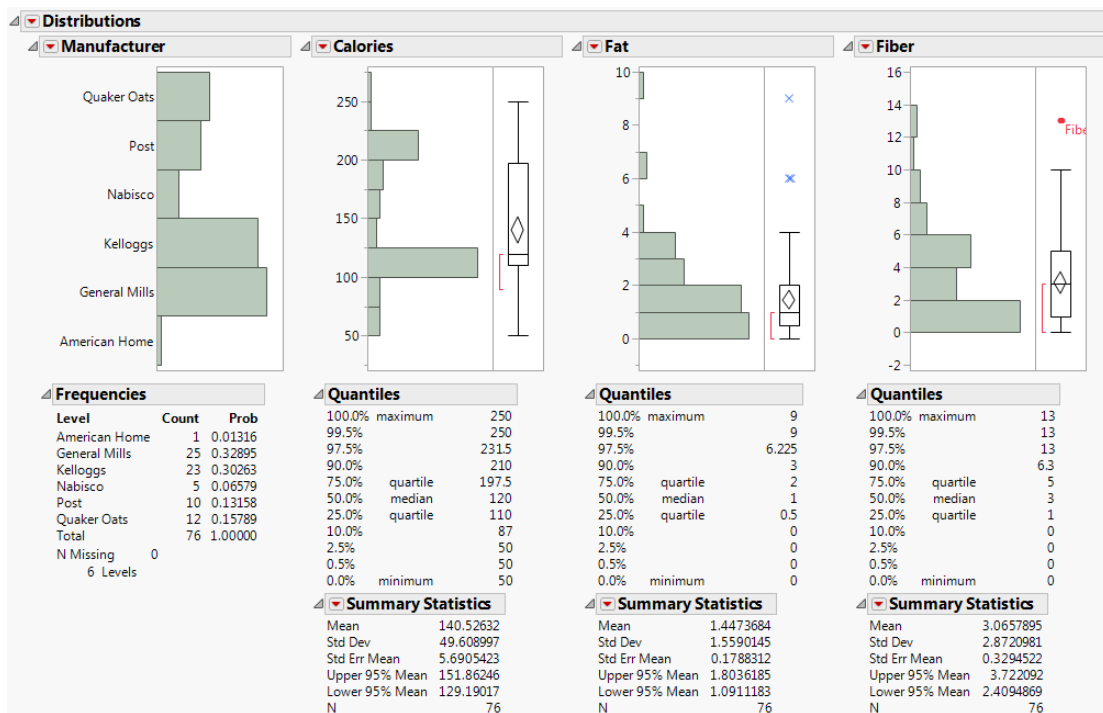 Distributions
Manufacturer
Quaker Oats
Post
Nabisco
Kelloggs
General Mills
American Home
Frequencies
Level Count Prob
American Home 1 0.01316
General Mills 25 0.32895
Kelloggs 23 0.30263
Nabisco 5 0.06579
Post 10 0.13158
Quaker Oats 12 0.15789
Total 76 1.00000
N Missing 0
6 Levels
Calories
250
200
150
100
50
Quantiles
100.0% maximum 250
99.5% 250
97.5% 231.5
90.0% 210
75.0% quartile 197.5
50.0% median 120
25.0% quartile 110
10.0% 87
2.5% 50
0.5% 50
0.0% minimum 50
Summary Statistics
Mean 140.52632
Std Dev 49.608997
Std Err Mean 5.6905423
Upper 95% Mean 151.86246
Lower 95% Mean 129.19017
N 76
Fat
10
8
6
4
2
0
Quantiles
100.0% maximum 9
99.5% 9
97.5% 6.225
90.0% 3
75.0% quartile 2
50.0% median 1
25.0% quartile 0.5
10.0% 0
2.5% 0
0.5% 0
0.0% minimum 0
Summary Statistics
Mean 1.4473684
Std Dev 1.5590145
Std Err Mean 0.1788312
Upper 95% Mean 1.8036185
Lower 95% Mean 1.0911183
N 76
Fiber
16
14
12
10
8
6
4
2
0
-2
Fibe
Quantiles
100.0% maximum 13
99.5% 13
97.5% 13
90.0% 6.3
75.0% quartile 5
50.0% median 3
25.0% quartile 1
10.0% 0
2.5% 0
0.5% 0
0.0% minimum 0
Summary Statistics
Mean 3.0657895
Std Dev 2.8720981
Std Err Mean 0.3294522
Upper 95% Mean 3.722092
Lower 95% Mean 2.4094869
N 76